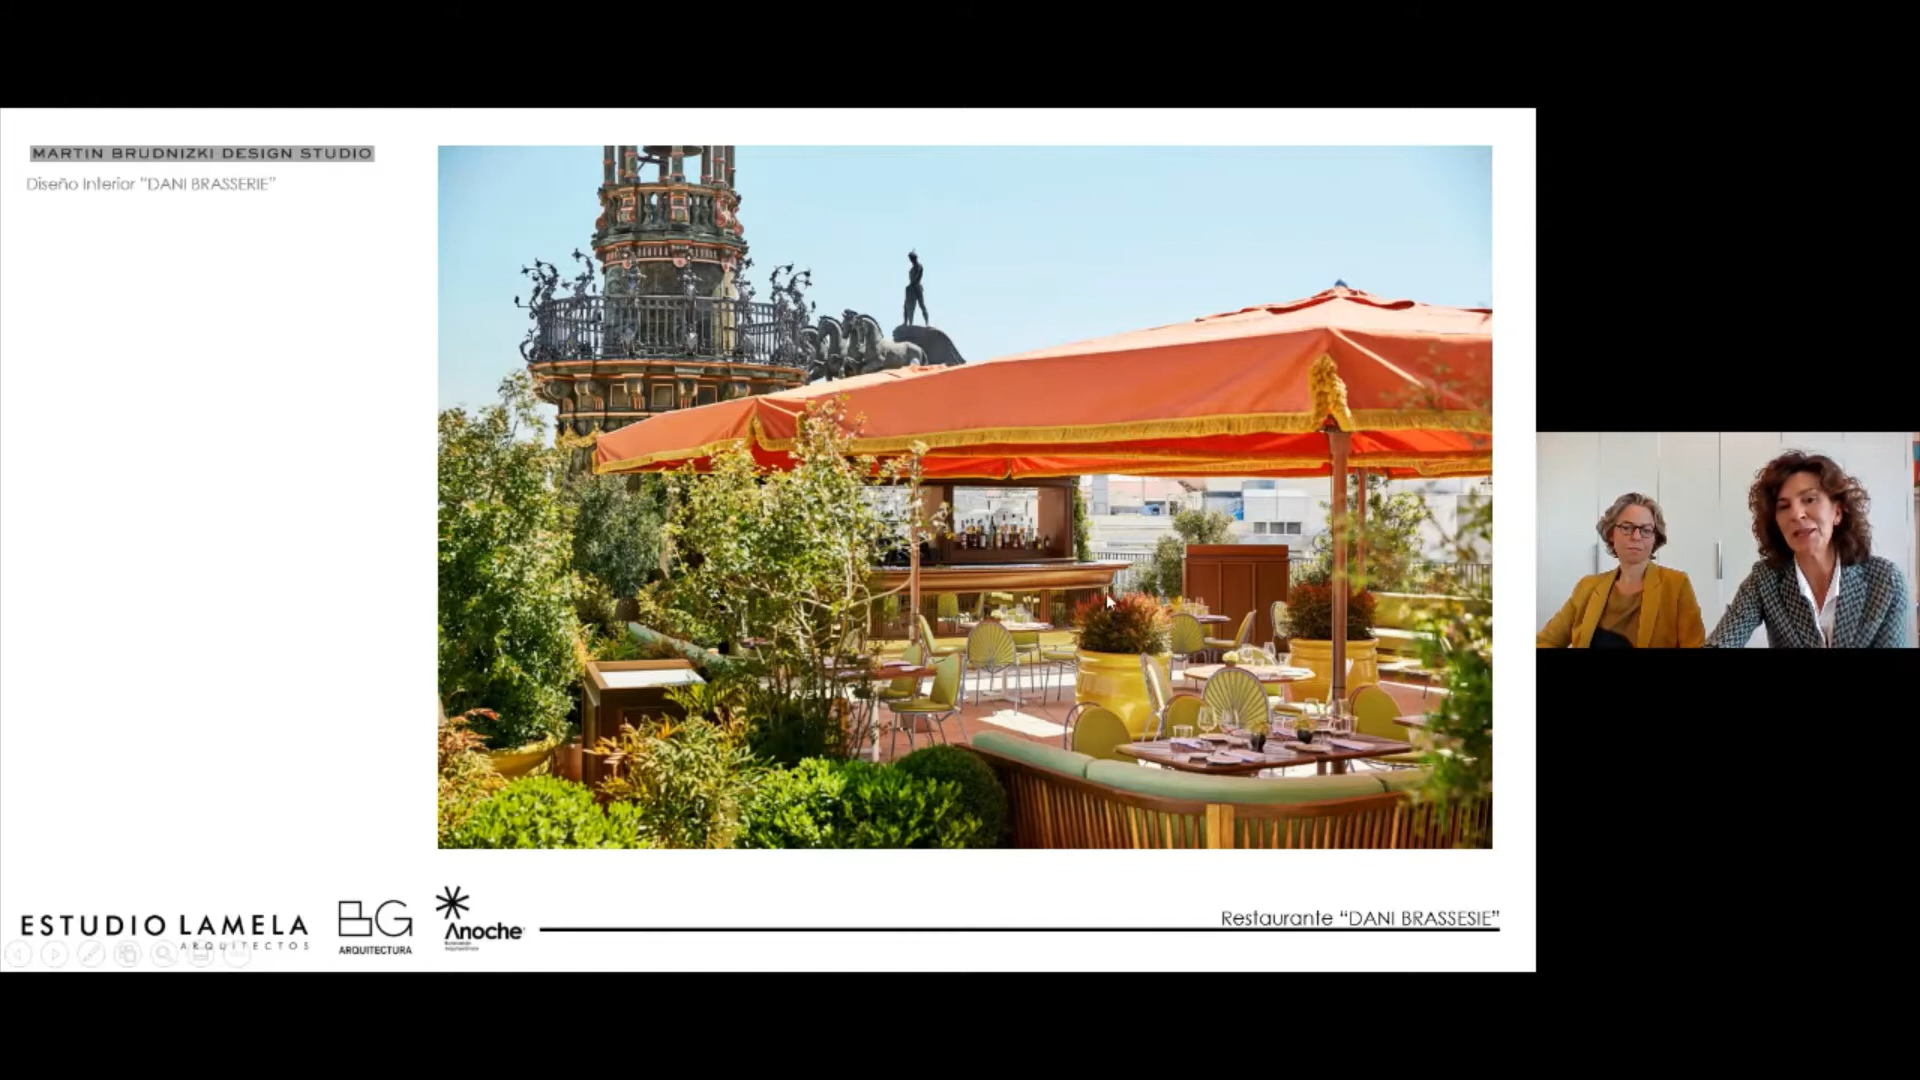 MARTIN BRUDNIZKI DESIGN STUDIO
Diseño Interior “DANI BRASSERIE”
ESTUDIO LAMELA
ARQUITECTOS
BG
ARQUITECTURA
Anoche
Restaurante “DANI BRASSESIE”